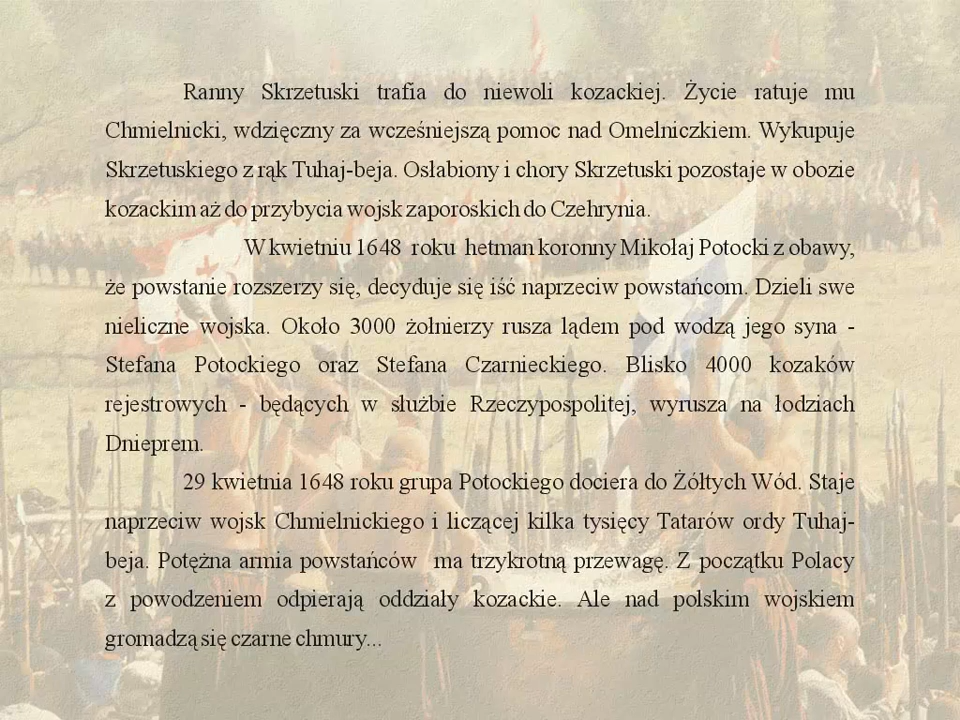 Ranny Skrzetuski trafia do niewoli kozackiej. Życie ratuje mu
Chmielnicki, wdzięczny za wcześniejszą pomoc nad Omelniczkiem. Wykupuje
Skrzetuskiego z rąk Tuhaj-beja. Osłabiony i chory Skrzetuski pozostaje w obozie
kozackim aż do przybycia wojsk zaporoskich do Czehrynia.
W kwietniu 1648 roku hetman koronny Mikołaj Potocki z obawy,
że powstanie rozszerzy się, decyduje się iść naprzeciw powstańcom. Dzieli swe
nieliczne wojska. Około 3000 żołnierzy rusza lądem pod wodzą jego syna -
Stefana Potockiego oraz Stefana Czarnieckiego. Blisko 4000 kozaków
rejestrowych - będących w służbie Rzeczypospolitej, wyrusza na łodziach
Dnieprem.
29 kwietnia 1648 roku grupa Potockiego dociera do Żółtych Wód. Staje
naprzeciw wojsk Chmielnickiego i liczącej kilka tysięcy Tatarów ordy Tuhaj-
beja. Potężna armia powstańców ma trzykrotną przewagę. Z początku Polacy
z powodzeniem odpierają oddziały kozackie. Ale nad polskim wojskiem
gromadzą się czarne chmury...